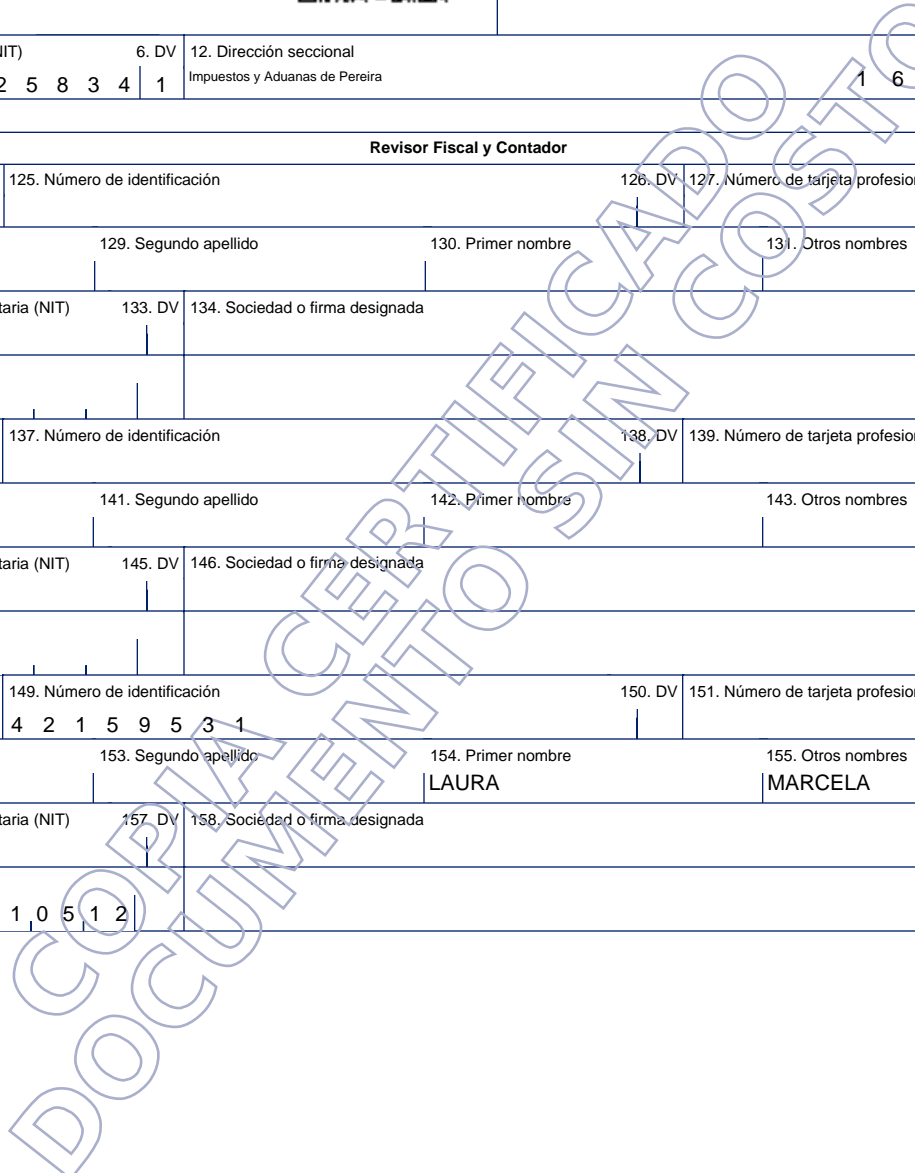 NIT) 6. DV 12. Dirección seccional
2 5 8 3 4 1 Impuestos y Aduanas de Pereira 1 6
Revisor Fiscal y Contador
125. Número de identificación 126. DV 127. Número de tarjeta profesion
129. Segundo apellido 130. Primer nombre 131. Otros nombres
taria (NIT) 133. DV 134. Sociedad o firma designada
137. Número de identificación 138. DV 139. Número de tarjeta profesion
141. Segundo apellido 142. Primer nombre 143. Otros nombres
taria (NIT) 145. DV 146. Sociedad o firma designada
149. Número de identificación 150. DV 151. Número de tarjeta profesion
4 2 1 5 9 5 3 1
153. Segundo apellido 154. Primer nombre 155. Otros nombres
LAURA MARCELA
taria (NIT) 157. DV 158. Sociedad o firma designada
1 0 5 1 2
COPIA CERTIFICADO
DOCUMENTO SIN COSTO